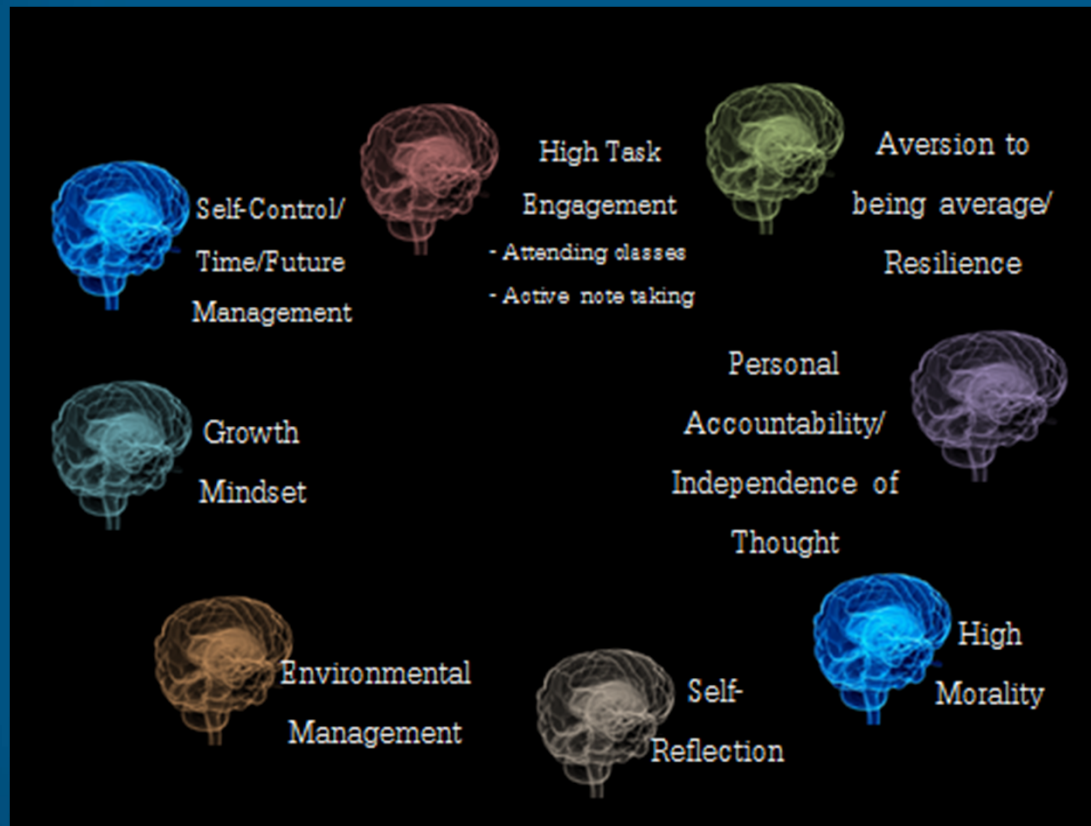 Self-Control/
Time/Future
Management
High Task
Engagement
- Attending classes
- Active note taking
Aversion to
being average/
Resilience
Growth
Mindset
Personal
Accountability/
Independence of
Thought
Environmental
Management
Self-
Reflection
High
Morality